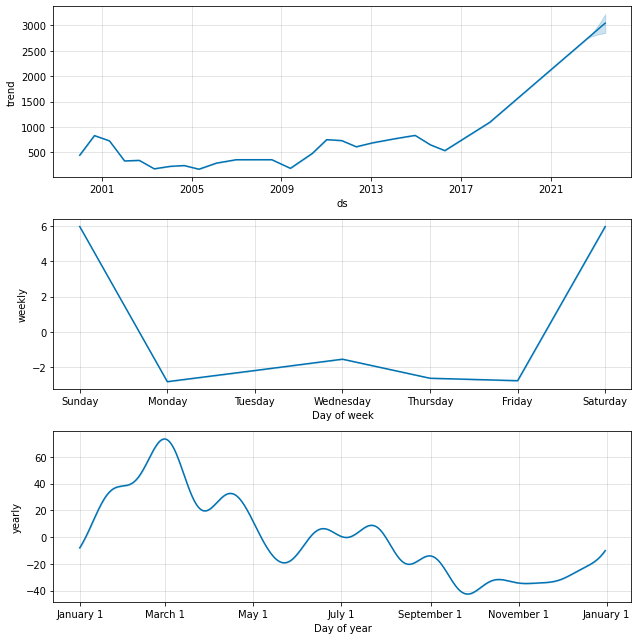 3000
2500
2000
1500
1000
500
trend
2001 2005 2009 2013 2017 2021
ds
6
4
2
0
−2
weekly
Sunday Monday Tuesday Wednesday Thursday Friday Saturday
Day of week
60
40
20
0
−20
−40
yearly
January 1 March 1 May 1 July 1 September 1 November 1 January 1
Day of year